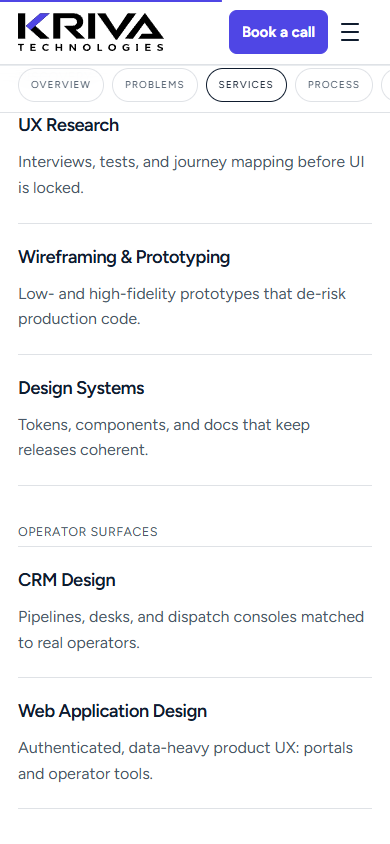 KRIVA
TECHNOLOGIES
Book a call
OVERVIEW
PROBLEMS
SERVICES
PROCESS
UX Research
Interviews, tests, and journey mapping before UI
is locked.
Wireframing & Prototyping
Low- and high-fidelity prototypes that de-risk
production code.
Design Systems
Tokens, components, and docs that keep
releases coherent.
OPERATOR SURFACES
CRM Design
Pipelines, desks, and dispatch consoles matched
to real operators.
Web Application Design
Authenticated, data-heavy product UX: portals
and operator tools.